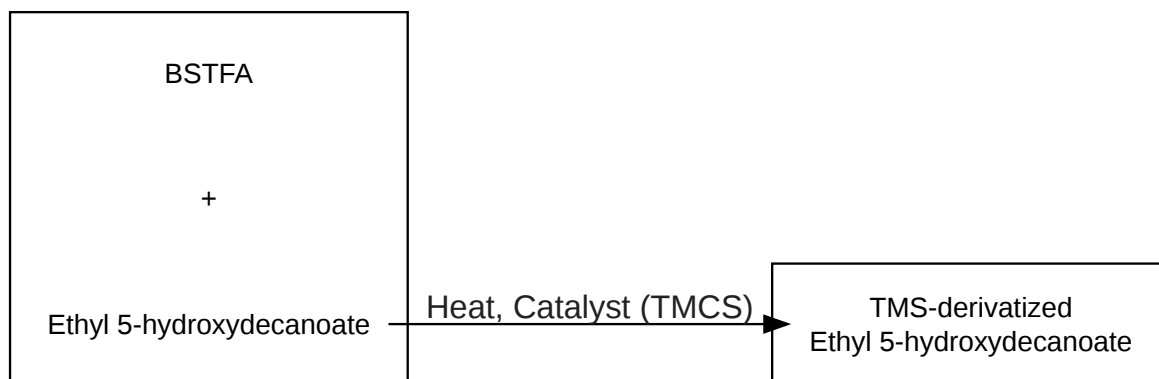 BSTFA
+
Ethyl 5-hydroxydecanoate
Heat, Catalyst (TMCS)
TMS-derivatized
Ethyl 5-hydroxydecanoate